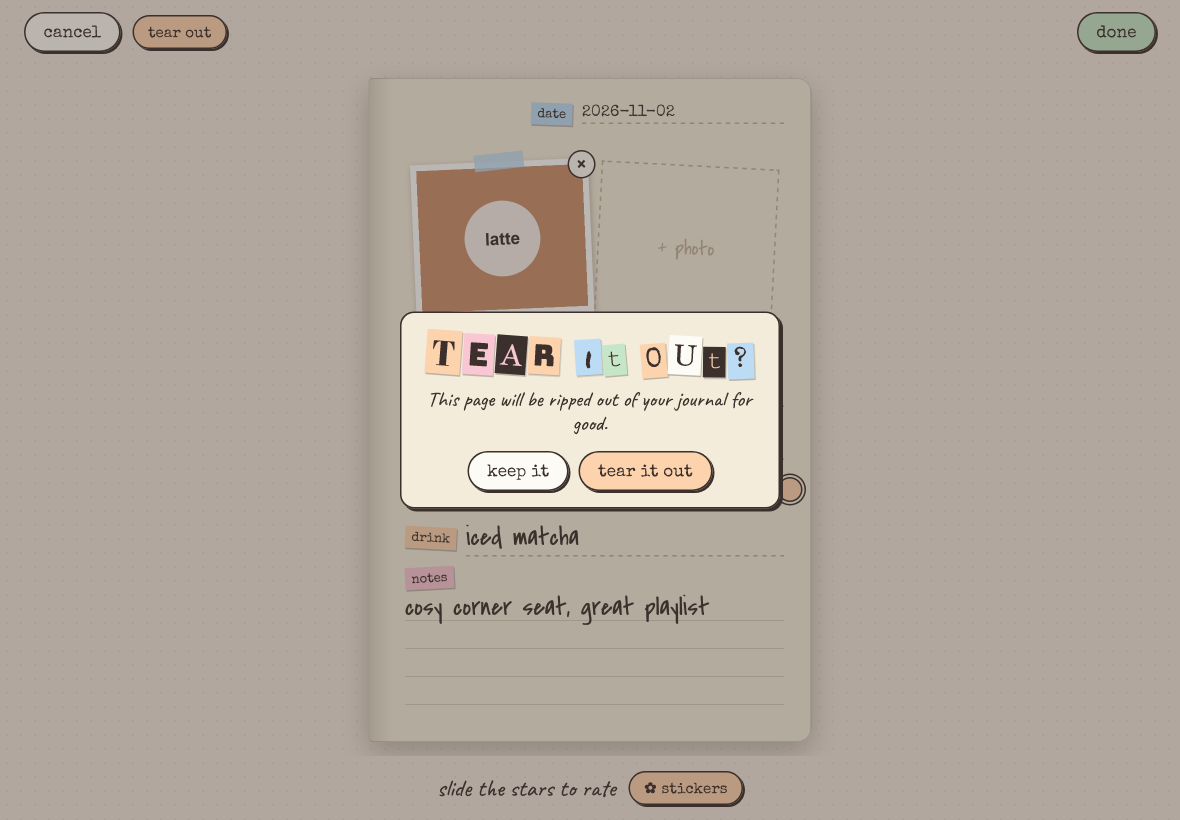 cancel
tear out
done
date 2026-11-02
×
latte
+ photo
TEAR It OUt?
This page will be ripped out of your journal for
good.
keep it
tear it out
drink iced matcha
notes
cosy corner seat, great playlist
slide the stars to rate
✿ stickers